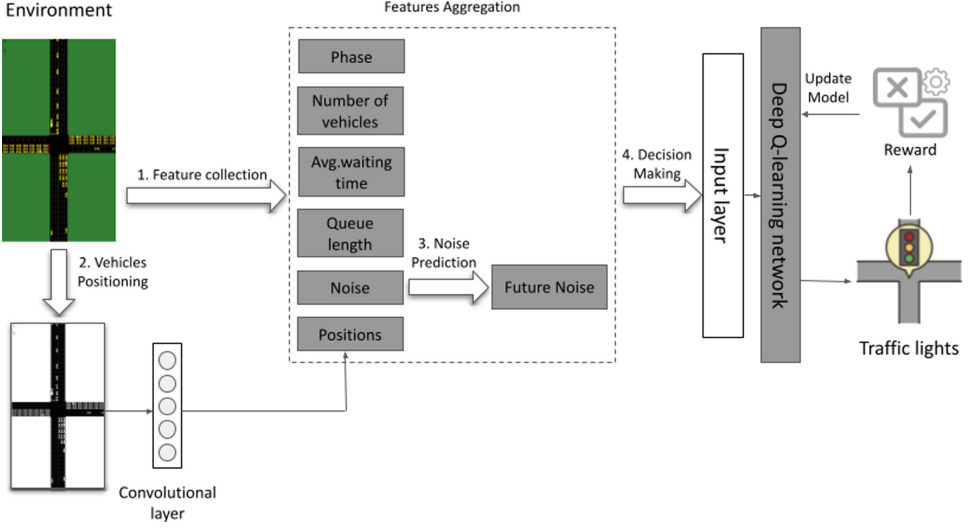 Environment
Features Aggregation
Phase
Number of
vehicles
Avg.waiting
time
Queue
length
Noise
Positions
1. Feature collection
2. Vehicles
Positioning
3. Noise
Prediction
Future Noise
4. Decision
Making
Input layer
Deep Q-learning network
Update
Model
Reward
Traffic lights
Convolutional
layer